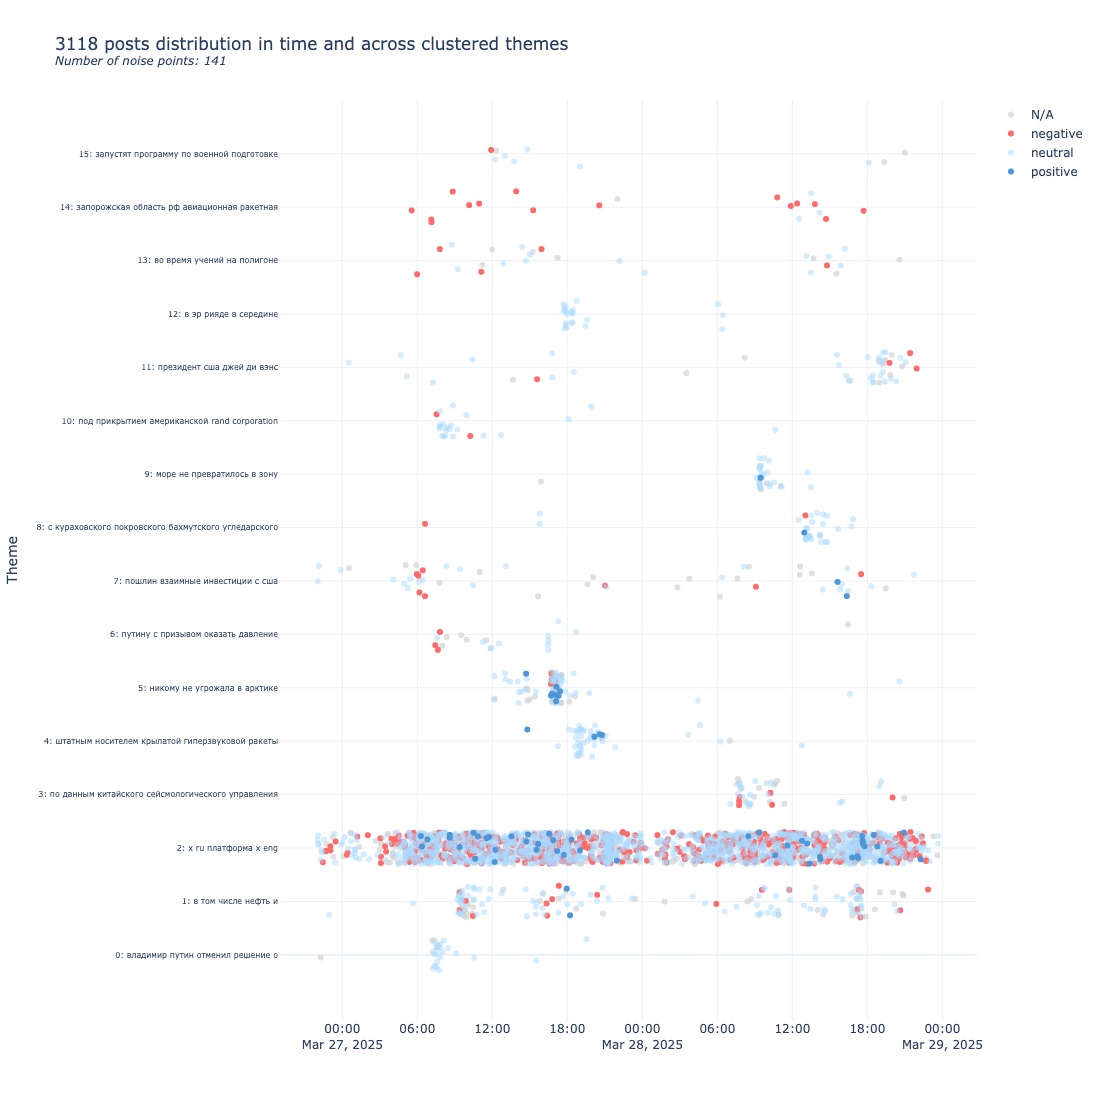 3118 posts distribution in time and across clustered themes
Number of noise points: 141
N/A
negative
neutral
positive
Theme
15: запустят программу по военной подготовке
14: запорожская область рф авиационная ракетная
13: во время учений на полигоне
12: в эр рияде в середине
11: президент сша джей ди вэнс
10: под прикрытием американской rand corporation
9: море не превратилось в зону
8: с кураховского покровского бахмутского угледарского
7: пошлин взаимные инвестиции с сша
6: путину с призывом оказать давление
5: никому не угрожала в арктике
4: штатным носителем крылатой гиперзвуковой ракеты
3: по данным китайского сейсмологического управления
2: x ru платформа x eng
1: в том числе нефть и
0: владимир путин отменил решение о
00:00 06:00 12:00 18:00 00:00 06:00 12:00 18:00 00:00
Mar 27, 2025 Mar 28, 2025 Mar 29, 2025